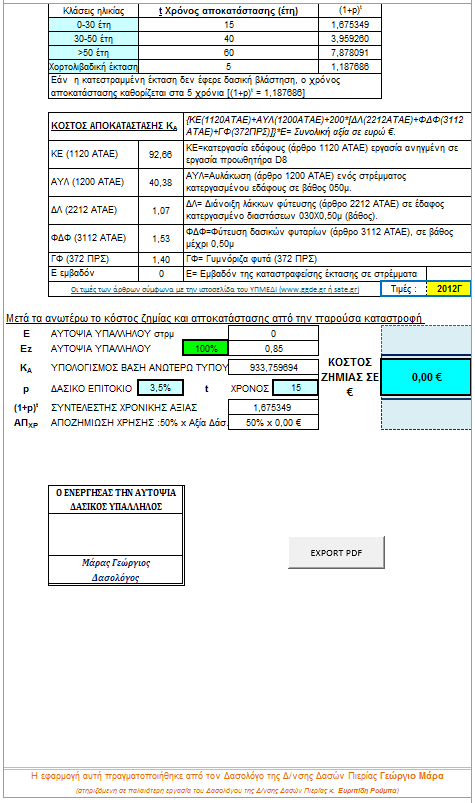 Κλάσεις ηλικίας t Χρόνος αποκατάστασης (έτη) (1+p)t
0-30 έτη 15 1,675349
30-50 έτη 40 3,959260
>50 έτη 60 7,878091
Χορτολιβαδική έκταση 5 1,187686
Εάν η κατεστραμμένη έκταση δεν έφερε δασική βλάστηση, ο χρόνος
αποκατάστασης καθορίζεται στα 5 χρόνια [(1+p)t = 1,187686]
ΚΟΣΤΟΣ ΑΠΟΚΑΤΑΣΤΑΣΗΣ ΚΑ {ΚΕ(1120ΑΤΑΕ)+ΑΥΛ(1200ΑΤΑΕ)+200*[ΔΛ(2212ΑΤΑΕ)+ΦΔΦ(3112
ΑΤΑΕ)+ΓΦ(372ΠΡΣ)]}*Ε= Συνολική αξία σε ευρώ €.
ΚΕ (1120 ΑΤΑΕ) 92,66 ΚΕ=κατεργασία εδάφους (άρθρο 1120 ΑΤΑΕ) εργασία ανηγμένη σε
εργασία προωθητήρα D8
ΑΥΛ (1200 ΑΤΑΕ) 40,38 ΑΥΛ=Αυλάκωση (άρθρο 1200 ΑΤΑΕ) ενός στρέμματος
κατεργασμένου εδάφους σε βάθος 050μ.
ΔΛ (2212 ΑΤΑΕ) 1,07 ΔΛ= Διάνοιξη λάκκων φύτευσης (άρθρο 2212 ΑΤΑΕ) σε έδαφος
κατεργασμένο διαστάσεων 030Χ0,50μ (βάθος).
ΦΔΦ (3112 ΑΤΑΕ) 1,53 ΦΔΦ=Φύτευση δασικών φυταρίων (άρθρο 3112 ΑΤΑΕ), σε βάθος
μέχρι 0,50μ
ΓΦ (372 ΠΡΣ) 1,40 ΓΦ= Γυμνόριζα φυτά (372 ΠΡΣ)
Ε εμβαδόν 0 Ε= Εμβαδόν της καταστραφείσης έκτασης σε στρέμματα
Οι τιμές των άρθρων σύμφωνα με την ιστοσελίδα του ΥΠΜΕΔΙ (www.ggde.gr ή sate.gr) Τιμές : 2012Γ
Μετά τα ανωτέρω το κόστος ζημίας και αποκατάστασης από την παρούσα καταστροφή
Ε ΑΥΤΟΨΙΑ ΥΠΑΛΛΗΛΟΥ στρμ 0
Εz ΑΥΤΟΨΙΑ ΥΠΑΛΛΗΛΟΥ 100% 0,85
ΚΑ ΥΠΟΛΟΓΙΣΜΟΣ ΒΑΣΗ ΑΝΩΤΕΡΩ ΤΥΠΟΥ 933,759694
ΚΟΣΤΟΣ
ΖΗΜΙΑΣ ΣΕ
€
0,00 €
p ΔΑΣΙΚΟ ΕΠΙΤΟΚΙΟ 3,5% t ΧΡΟΝΟΣ 15
(1+p)t ΣΥΝΤΕΛΕΣΤΗΣ ΧΡΟΝΙΚΗΣ ΑΞΙΑΣ 1,675349
ΑΠΧΡ ΑΠΟΖΗΜΙΩΣΗ ΧΡΗΣΗΣ :50% x Αξία Δάσ. 50% x 0,00 €
Ο ΕΝΕΡΓΗΣΑΣ ΤΗΝ ΑΥΤΟΨΙΑ
ΔΑΣΙΚΟΣ ΥΠΑΛΛΗΛΟΣ
Μάρας Γεώργιος
Δασολόγος
EXPORT PDF
Η εφαρμογή αυτή πραγματοποιήθηκε από τον Δασολόγο της Δ/νσης Δασών Πιερίας Γεώργιο Μάρα
(στηριζόμενη σε παλαιότερη εργασία του Δασολόγου της Δ/νσης Δασών Πιερίας κ. Ευριπίδη Ρούμπα)